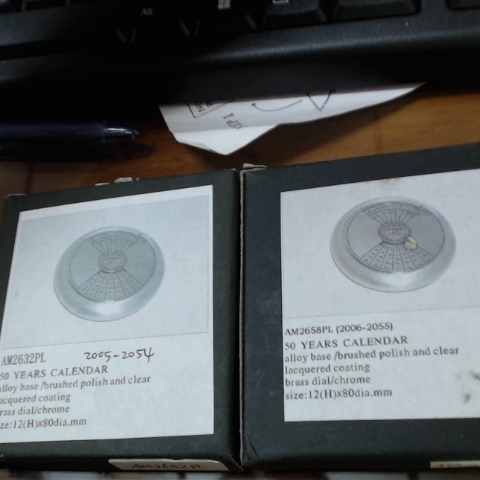 AM2632PL 2005-2054
50 YEARS CALENDAR
alloy base /brushed polish and clear
lacquered coating
brass dial/chrome
size:12(H)X80dia.mm
AM2658PL (2006-2055)
50 YEARS CALENDAR
alloy base /brushed polish and clear
lacquered coating
brass dial/chrome
size:12(H)X80dia.mm